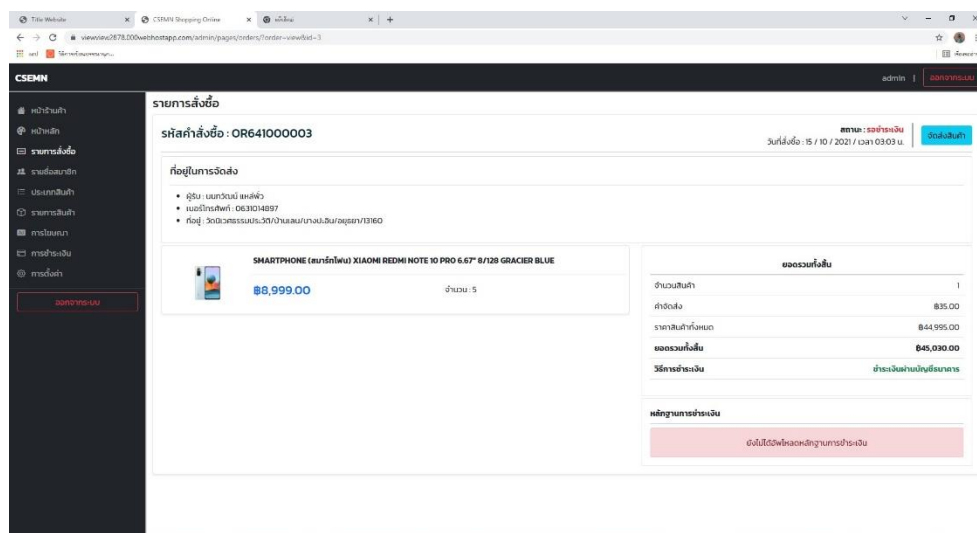 Title Website
CSEMN Shopping Online
viewview2878.000webhostapp.com/admin/pages/orders/?order=view&id=3
CSEMN
admin | ออกจากระบบ
หน้าร้านค้า
หน้าหลัก
รายการสั่งซื้อ
รายชื่อสมาชิก
ประเภทสินค้า
รายการสินค้า
การโฆษณา
การชำระเงิน
การตั้งค่า
ออกจากระบบ
รายการสั่งซื้อ
รหัสคำสั่งซื้อ : OR641000003
สถานะ : รอชำระเงิน
วันที่สั่งซื้อ : 15 / 10 / 2021 / เวลา 03:03 น.
จัดส่งสินค้า
ที่อยู่ในการจัดส่ง
ผู้รับ : นนทวัฒน์
เบอร์โทรศัพท์ : 0631014897
ที่อยู่ : วัดนิเวศธรรมประวัติ/บ้านเลน/บางปะอิน/อยุธยา/13160
SMARTPHONE (สมาร์ทโฟน) XIAOMI REDMI NOTE 10 PRO 6.67" 8/128 GRACIER BLUE
฿8,999.00
จำนวน : 5
ยอดรวมทั้งสิ้น
จำนวนสินค้า 1
ค่าจัดส่ง ฿35.00
ราคาสินค้าทั้งหมด ฿44,995.00
ยอดรวมทั้งสิ้น ฿45,030.00
วิธีการชำระเงิน ชำระเงินผ่านบัญชีธนาคาร
หลักฐานการชำระเงิน
ยังไม่ได้อัพโหลดหลักฐานการชำระเงิน